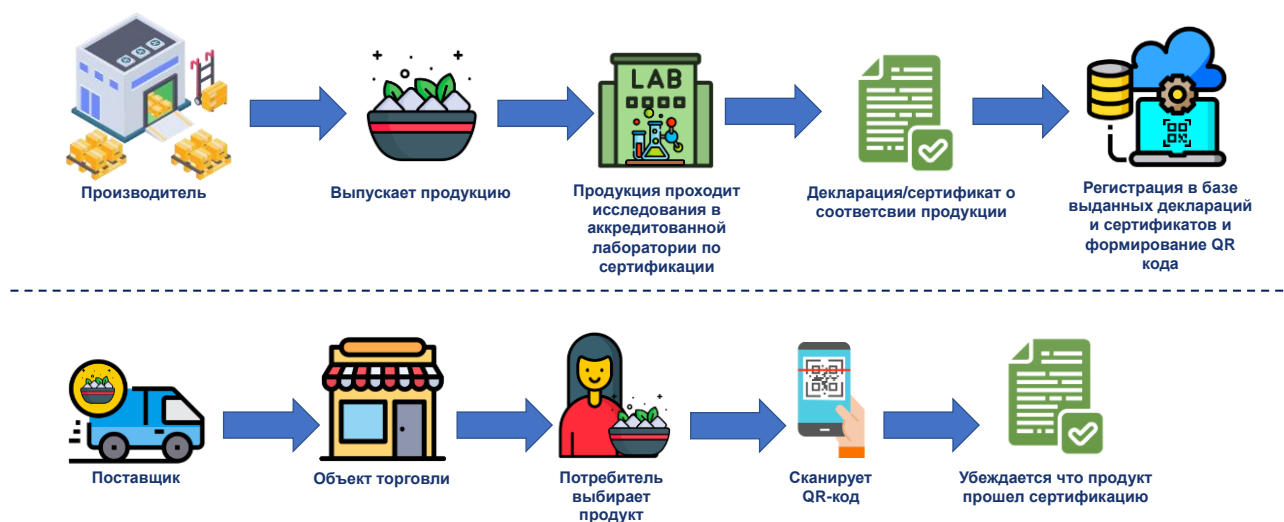 LAB
Производитель
Выпускает продукцию
Продукция проходит
исследования в
аккредитованной
лаборатории по
сертификации
Декларация/сертификат о
соответсвии продукции
Регистрация в базе
выданных деклараций
и сертификатов и
формирование QR
кода
Поставщик
Объект торговли
Потребитель
выбирает
продукт
Сканирует
QR-код
Убеждается что продукт
прошел сертификацию